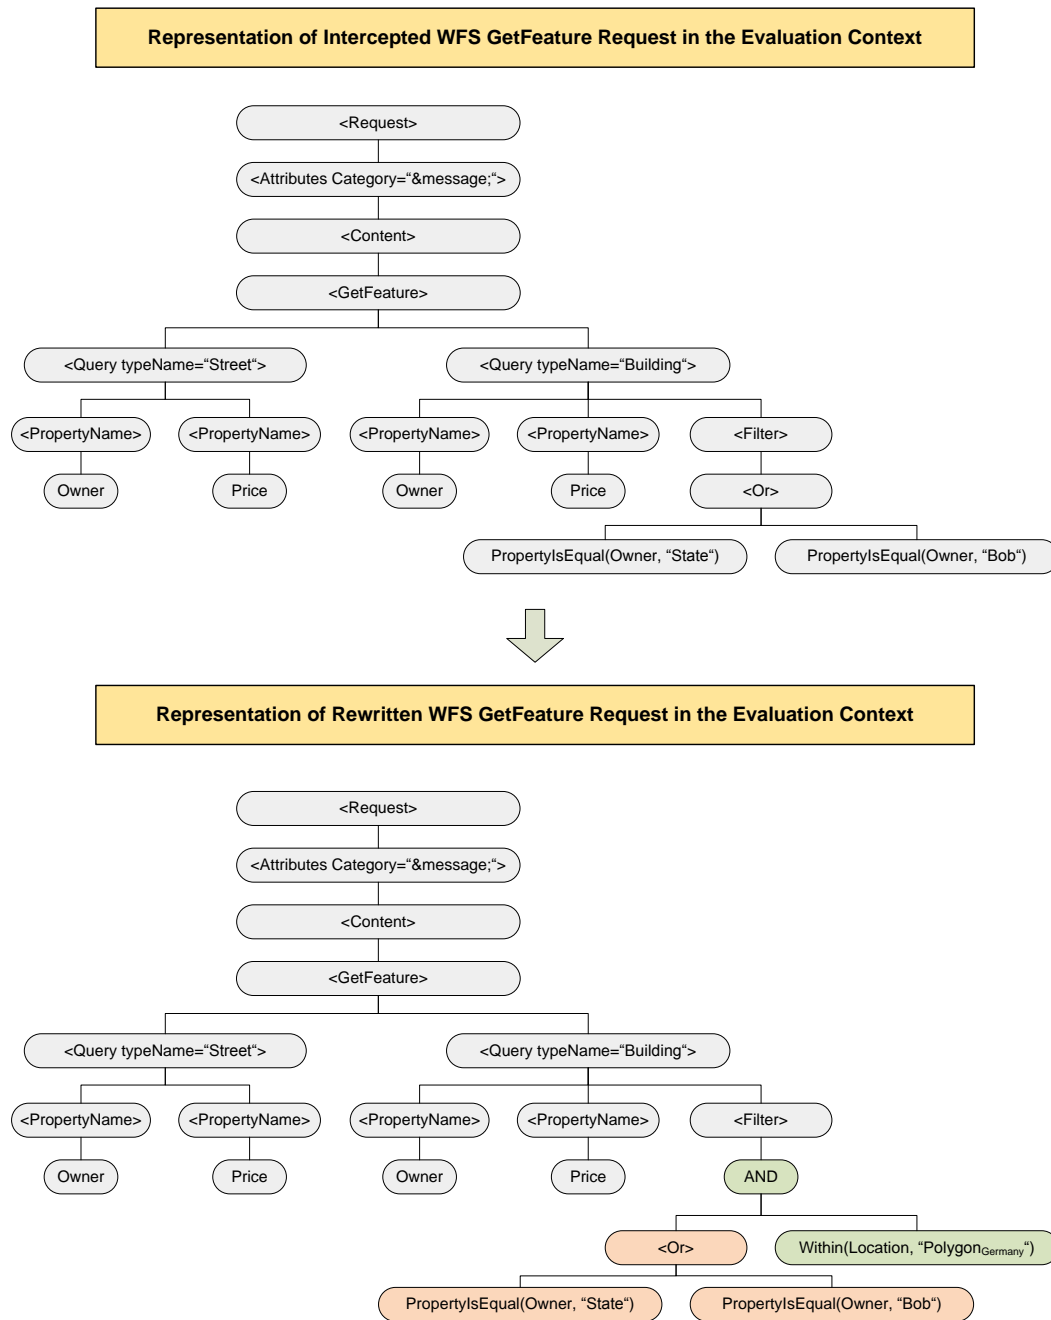 Representation of Intercepted WFS GetFeature Request in the Evaluation Context
<Request>
<Attributes Category=“&message;“>
<Content>
<GetFeature>
<Query typeName=“Street“> <Query typeName=“Building“>
<PropertyName> <PropertyName> <PropertyName> <PropertyName> <Filter>
Owner Price Owner Price <Or>
PropertyIsEqual(Owner, “State“) PropertyIsEqual(Owner, “Bob“)
Representation of Rewritten WFS GetFeature Request in the Evaluation Context
<Request>
<Attributes Category=“&message;“>
<Content>
<GetFeature>
<Query typeName=“Street“> <Query typeName=“Building“>
<PropertyName> <PropertyName> <PropertyName> <PropertyName> <Filter>
Owner Price Owner Price AND
<Or> Within(Location, “PolygonGermany“)
PropertyIsEqual(Owner, “State“) PropertyIsEqual(Owner, “Bob“)